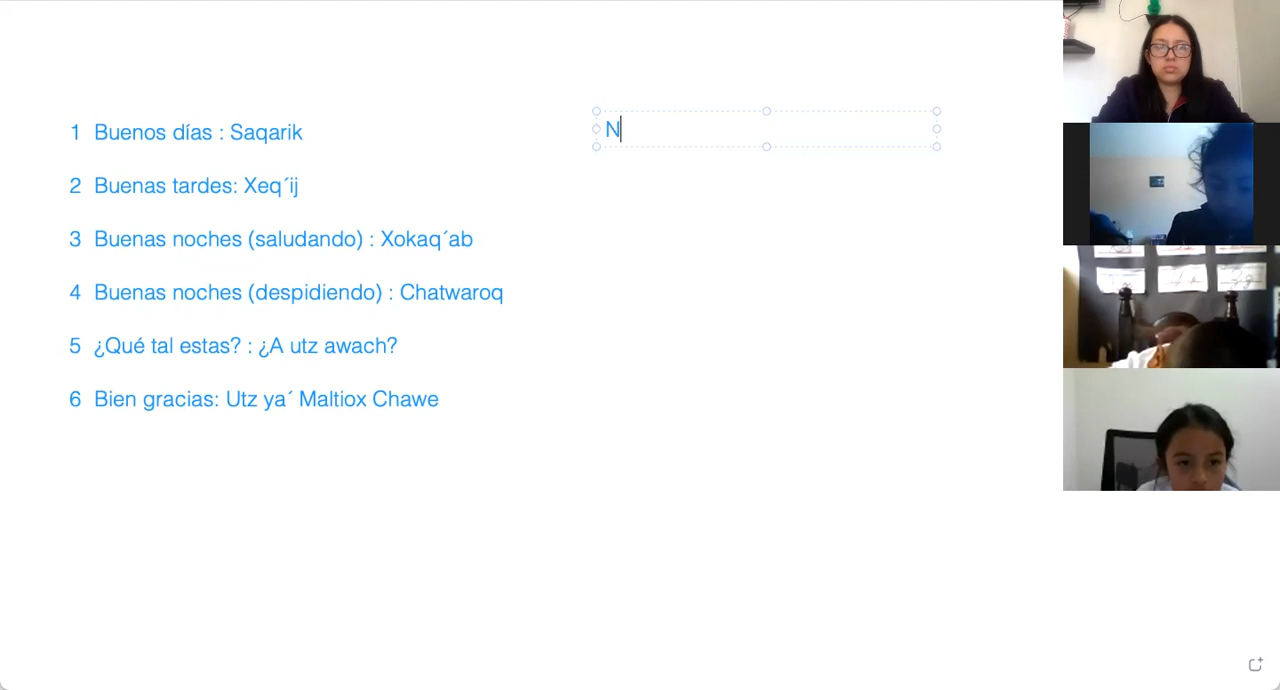 1 Buenos días : Saqarik
2 Buenas tardes: Xeq´ij
3 Buenas noches (saludando) : Xokaq´ab
4 Buenas noches (despidiendo) : Chatwaroq
5 ¿Qué tal estas? : ¿A utz awach?
6 Bien gracias: Utz ya´ Maltiox Chawe
N